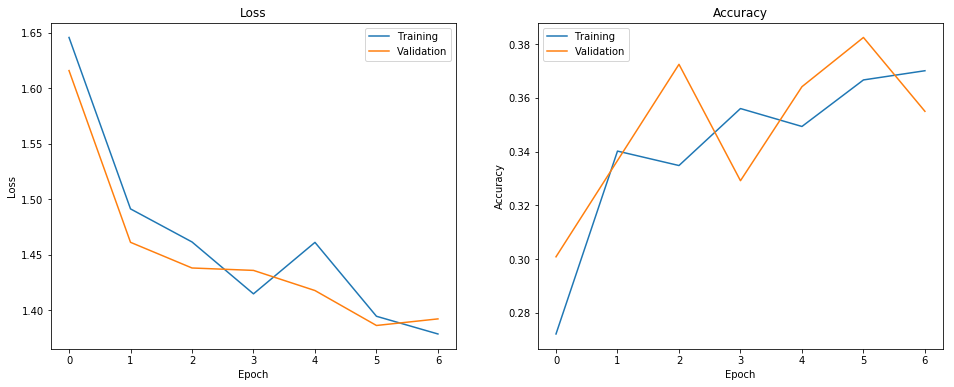 Loss
Training
Validation
1.65
1.60
1.55
1.50
1.45
1.40
Loss
0 1 2 3 4 5 6
Epoch
Accuracy
Training
Validation
0.38
0.36
0.34
0.32
0.30
0.28
Accuracy
0 1 2 3 4 5 6
Epoch